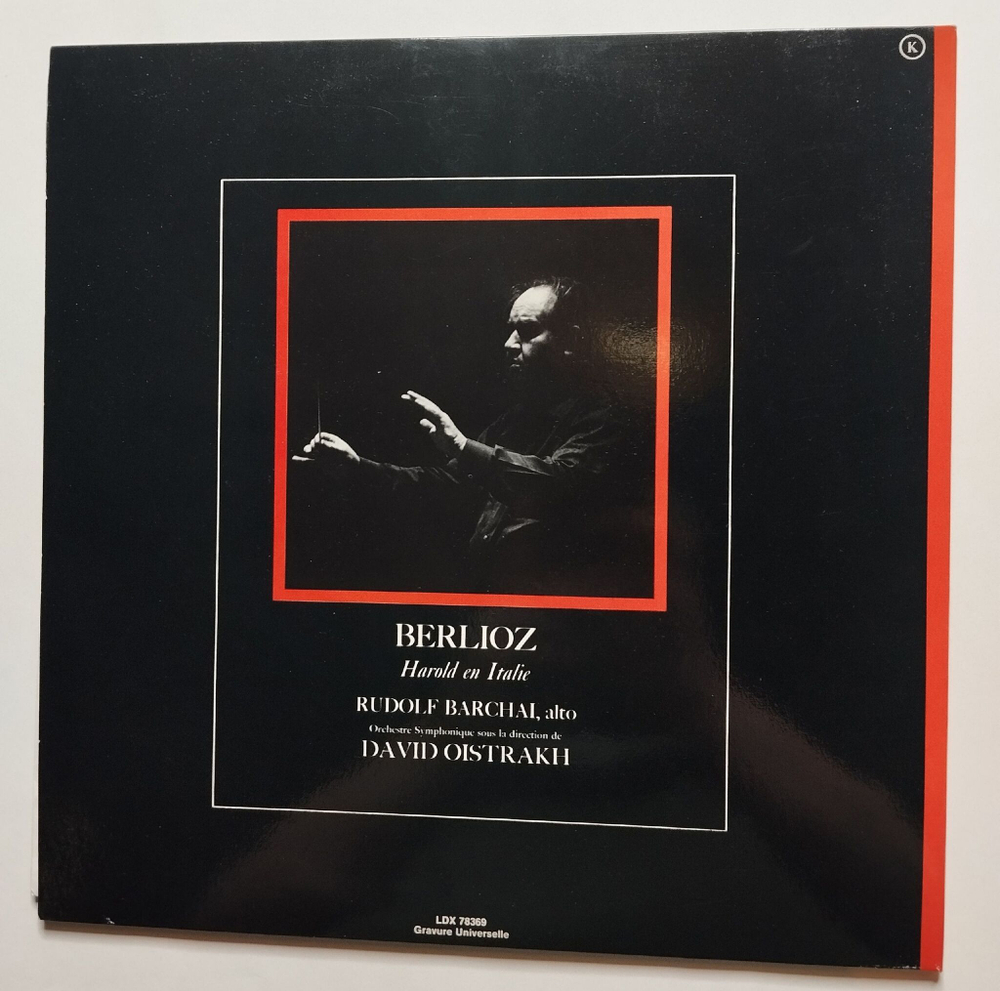 K
BERLIOZ
Harold en Italie
RUDOLF BARCHAI, alto
Orchestre Symphonique sous la direction de
DAVID OISTRAKH
LDX 78369
Gravure Universelle